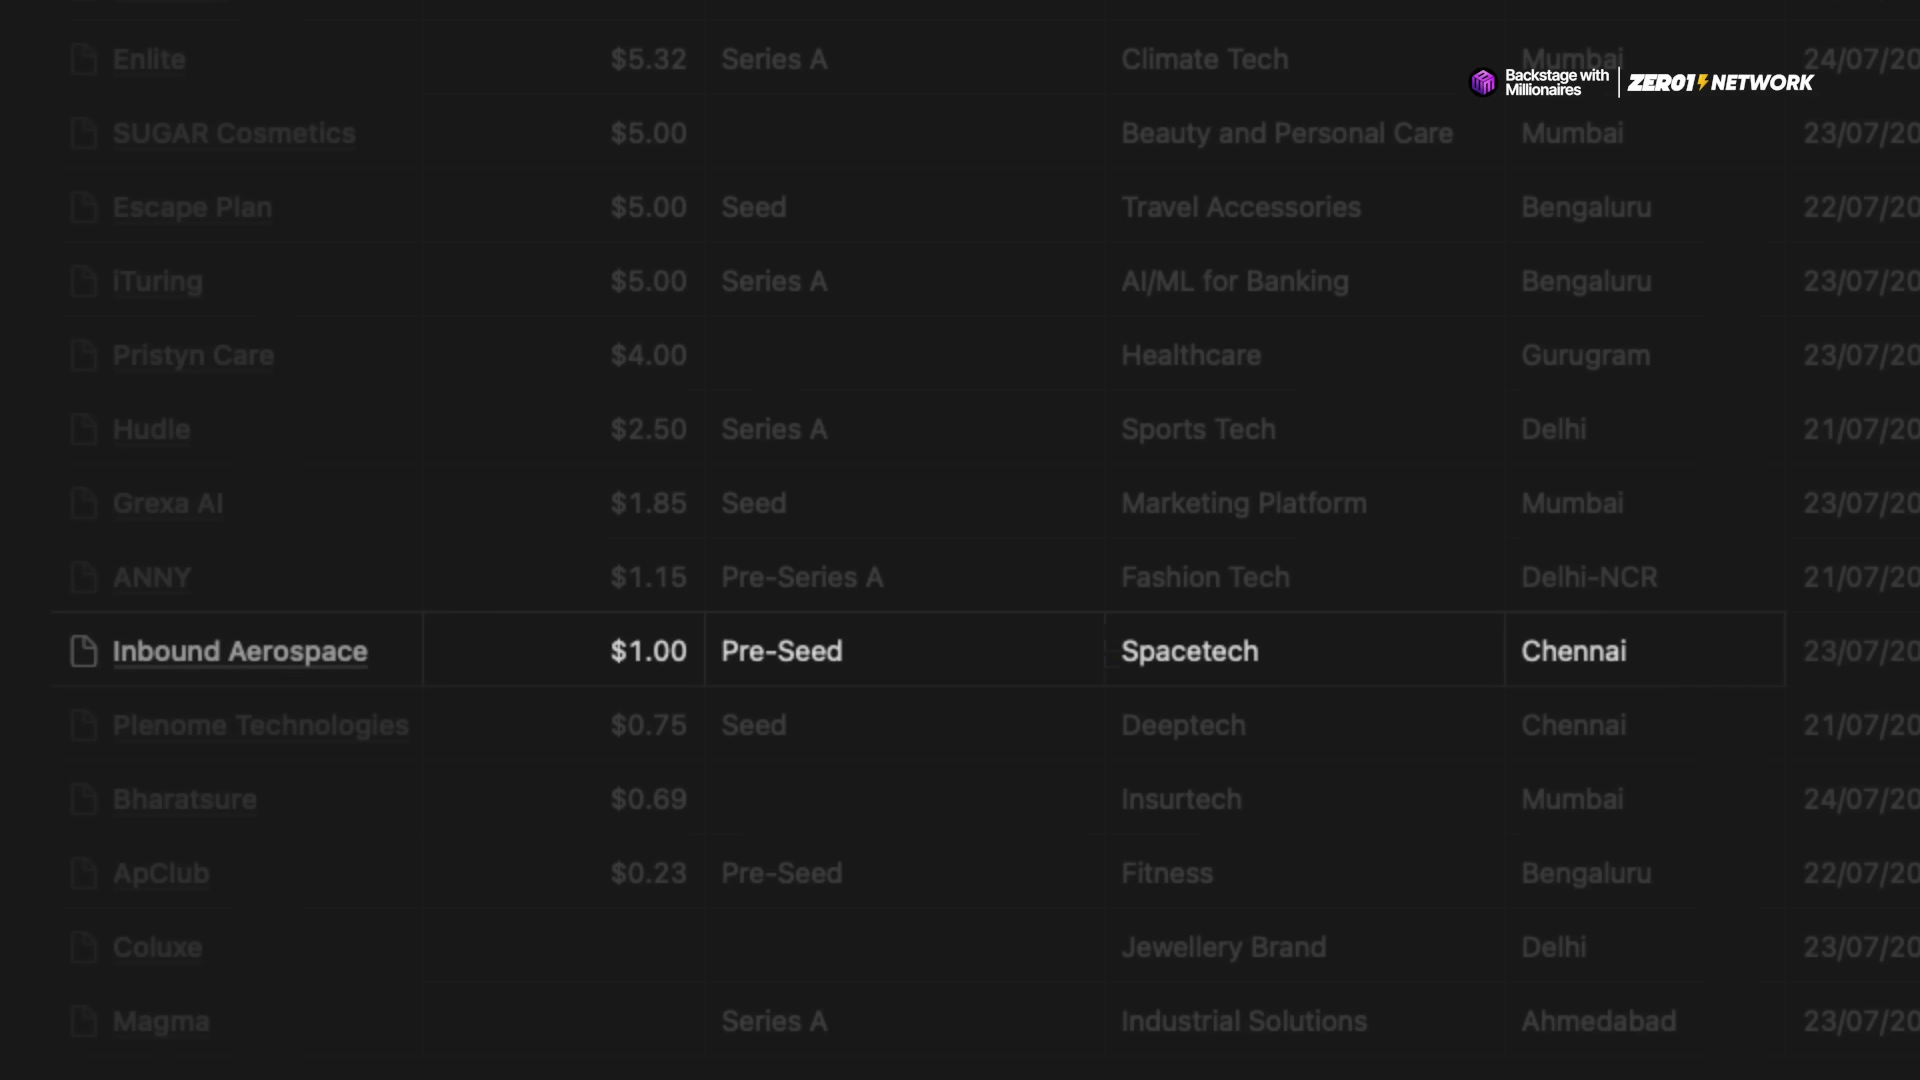 Enlite $5.32 Series A Climate Tech Mumbai 24/07/20
Backstage with
Millionaires
ZERO1 NETWORK
SUGAR Cosmetics $5.00 Beauty and Personal Care Mumbai 23/07/20
Escape Plan $5.00 Seed Travel Accessories Bengaluru 22/07/20
iTuring $5.00 Series A AI/ML for Banking Bengaluru 23/07/20
Pristyn Care $4.00 Healthcare Gurugram 23/07/20
Hudle $2.50 Series A Sports Tech Delhi 21/07/20
Grexa AI $1.85 Seed Marketing Platform Mumbai 23/07/20
ANNY $1.15 Pre-Series A Fashion Tech Delhi-NCR 21/07/20
Inbound Aerospace $1.00 Pre-Seed Spacetech Chennai 23/07/20
Plenome Technologies $0.75 Seed Deeptech Chennai 21/07/20
Bharatsure $0.69 Insurtech Mumbai 24/07/20
ApClub $0.23 Pre-Seed Fitness Bengaluru 22/07/20
Coluxe Jewellery Brand Delhi 23/07/20
Magma Series A Industrial Solutions Ahmedabad 23/07/20